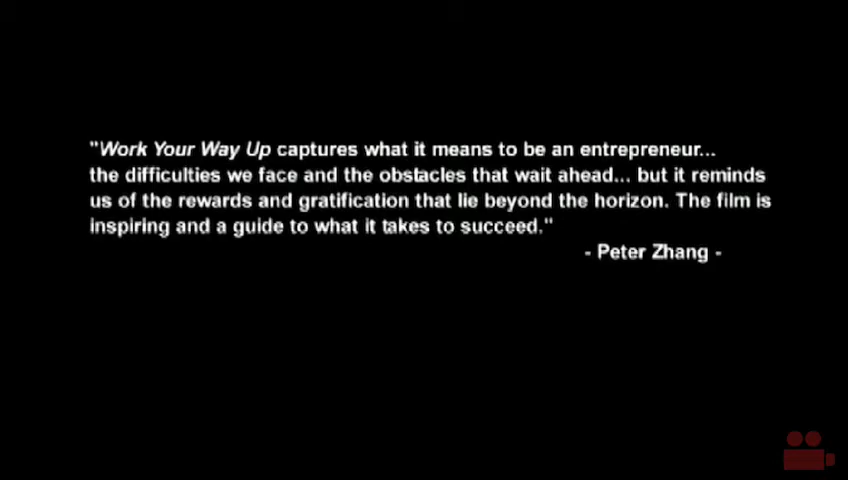 "Work Your Way Up captures what it means to be an entrepreneur...
the difficulties we face and the obstacles that wait ahead... but it reminds
us of the rewards and gratification that lie beyond the horizon. The film is
inspiring and a guide to what it takes to succeed."
- Peter Zhang -